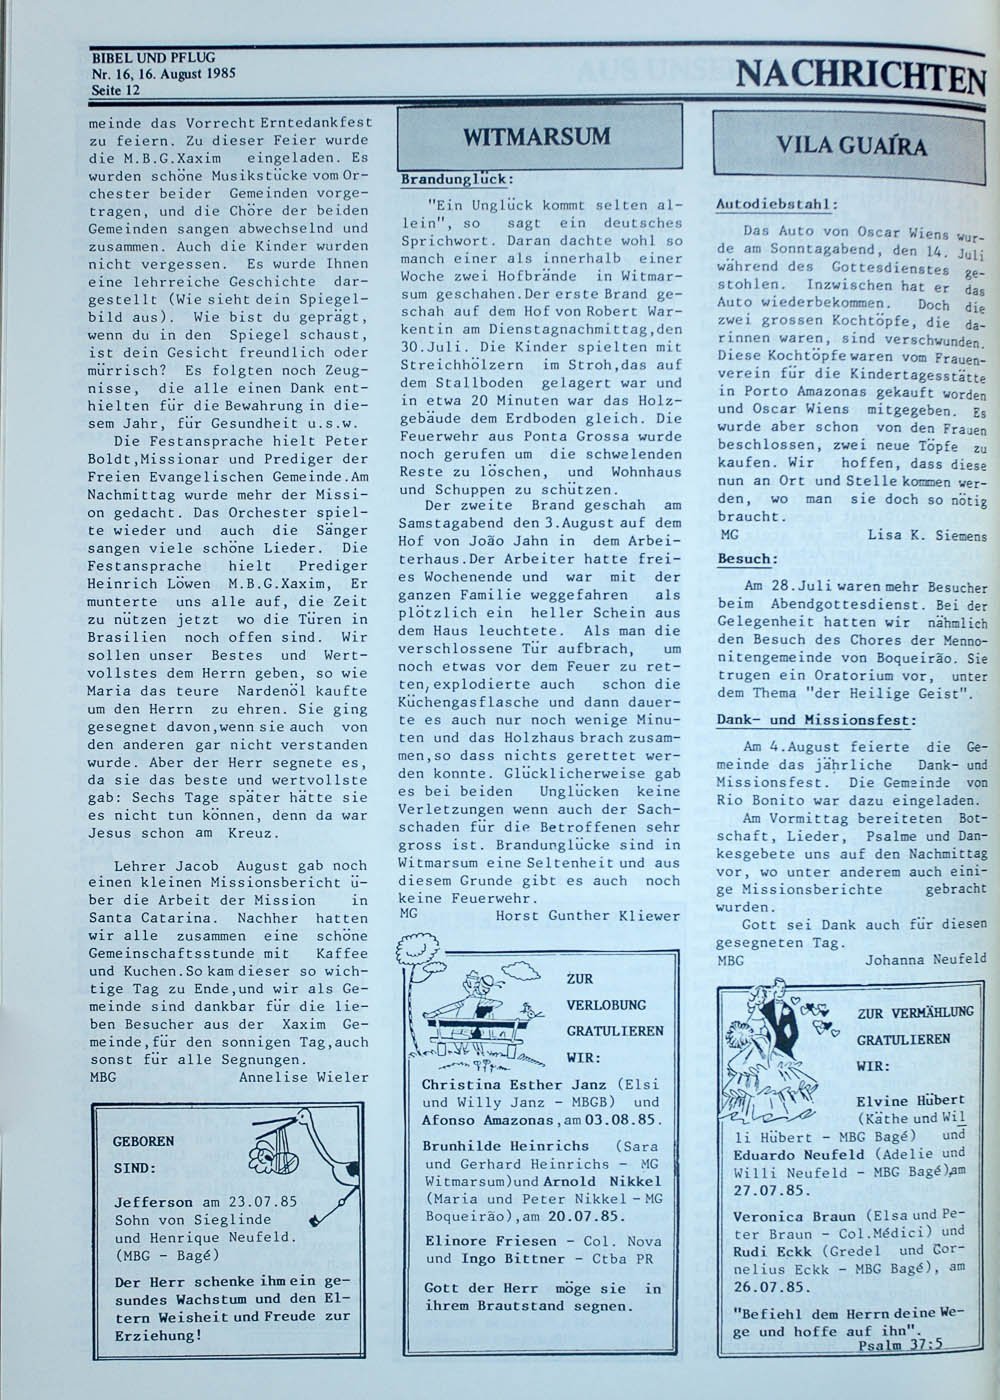 BIBEL UND PFLUG
Nr. 16, 16. August 1985
Seite 12
NACHRICHTEN
meinde das Vorrecht Erntedankfest
zu feiern. Zu dieser Feier wurde
die M.B.G.Xaxim eingeladen. Es
wurden schöne Musikstücke vom Or-
chester beider Gemeinden vorge-
tragen, und die Chöre der beiden
Gemeinden sangen abwechselnd und
zusammen. Auch die Kinder wurden
nicht vergessen. Es wurde Ihnen
eine lehrreiche Geschichte dar-
gestellt (Wie sieht dein Spiegel-
bild aus). Wie bist du geprägt,
wenn du in den Spiegel schaust,
ist dein Gesicht freundlich oder
mürrisch? Es folgten noch Zeug-
nisse, die alle einen Dank ent-
hielten für die Bewahrung in die-
sem Jahr, für Gesundheit u.s.w.
Die Festansprache hielt Peter
Boldt,Missionar und Prediger der
Freien Evangelischen Gemeinde.Am
Nachmittag wurde mehr der Missi-
on gedacht. Das Orchester spiel-
te wieder und auch die Sänger
sangen viele schöne Lieder. Die
Festansprache hielt Prediger
Heinrich Löwen M.B.G.Xaxim, Er
munterte uns alle auf, die Zeit
zu nützen jetzt wo die Türen in
Brasilien noch offen sind. Wir
sollen unser Bestes und Wert-
vollstes dem Herrn geben, so wie
Maria das teure Nardenöl kaufte
um den Herrn zu ehren. Sie ging
gesegnet davon,wenn sie auch von
den anderen gar nicht verstanden
wurde. Aber der Herr segnete es,
da sie das beste und wertvollste
gab: Sechs Tage später hätte sie
es nicht tun können, denn da war
Jesus schon am Kreuz.
Lehrer Jacob August gab noch
einen kleinen Missionsbericht ü-
ber die Arbeit der Mission in
Santa Catarina. Nachher hatten
wir alle zusammen eine schöne
Gemeinschaftsstunde mit Kaffee
und Kuchen.So kam dieser so wich-
tige Tag zu Ende,und wir als Ge-
meinde sind dankbar für die lie-
ben Besucher aus der Xaxim Ge-
meinde,für den sonnigen Tag,auch
sonst für alle Segnungen.
MBG Annelise Wieler
GEBOREN
SIND:
Jefferson am 23.07.85
Sohn von Sieglinde
und Henrique Neufeld.
(MBG - Bagé)
Der Herr schenke ihm ein ge-
sundes Wachstum und den El-
tern Weisheit und Freude zur
Erziehung!
WITMARSUM
Brandunglück:
"Ein Unglück kommt selten al-
lein", so sagt ein deutsches
Sprichwort. Daran dachte wohl so
manch einer als innerhalb einer
Woche zwei Hofbrände in Witmar-
sum geschahen.Der erste Brand ge-
schah auf dem Hof von Robert War-
kentin am Dienstagnachmittag,den
30.Juli. Die Kinder spielten mit
Streichhölzern im Stroh,das auf
dem Stallboden gelagert war und
in etwa 20 Minuten war das Holz-
gebäude dem Erdboden gleich. Die
Feuerwehr aus Ponta Grossa wurde
noch gerufen um die schwelenden
Reste zu löschen, und Wohnhaus
und Schuppen zu schützen.
Der zweite Brand geschah am
Samstagabend den 3.August auf dem
Hof von João Jahn in dem Arbei-
terhaus.Der Arbeiter hatte frei-
es Wochenende und war mit der
ganzen Familie weggefahren als
plötzlich ein heller Schein aus
dem Haus leuchtete. Als man die
verschlossene Tür aufbrach, um
noch etwas vor dem Feuer zu ret-
ten, explodierte auch schon die
Küchengasflasche und dann dauer-
te es auch nur noch wenige Minu-
ten und das Holzhaus brach zusam-
men,so dass nichts gerettet wer-
den konnte. Glücklicherweise gab
es bei beiden Unglücken keine
Verletzungen wenn auch der Sach-
schaden für die Betroffenen sehr
gross ist. Brandunglücke sind in
Witmarsum eine Seltenheit und aus
diesem Grunde gibt es auch noch
keine Feuerwehr.
MG Horst Gunther Kliewer
ZUR
VERLOBUNG
GRATULIEREN
WIR:
Christina Esther Janz (Elsi
und Willy Janz - MBGB) und
Afonso Amazonas,am 03.08.85.
Brunhilde Heinrichs (Sara
und Gerhard Heinrichs - MG
Witmarsum)und Arnold Nikkel
(Maria und Peter Nikkel - MG
Boqueirão),am 20.07.85.
Elinore Friesen - Col. Nova
und Ingo Bittner - Ctba PR
Gott der Herr möge sie in
ihrem Brautstand segnen.
VILA GUAÍRA
Autodiebstahl:
Das Auto von Oscar Wiens wur-
de am Sonntagabend, den 14. Juli
während des Gottesdienstes ge-
stohlen. Inzwischen hat er das
Auto wiederbekommen. Doch die
zwei grossen Kochtöpfe, die da-
rinnen waren, sind verschwunden.
Diese Kochtöpfe waren vom Frauen-
verein für die Kindertagesstätte
in Porto Amazonas gekauft worden
und Oscar Wiens mitgegeben. Es
wurde aber schon von den Frauen
beschlossen, zwei neue Töpfe zu
kaufen. Wir hoffen, dass diese
nun an Ort und Stelle kommen wer-
den, wo man sie doch so nötig
braucht.
MG Lisa K. Siemens
Besuch:
Am 28.Juli waren mehr Besucher
beim Abendgottesdienst. Bei der
Gelegenheit hatten wir nähmlich
den Besuch des Chores der Menno-
nitengemeinde von Boqueirão. Sie
trugen ein Oratorium vor, unter
dem Thema "der Heilige Geist".
Dank- und Missionsfest:
Am 4.August feierte die Ge-
meinde das jährliche Dank- und
Missionsfest. Die Gemeinde von
Rio Bonito war dazu eingeladen.
Am Vormittag bereiteten Bot-
schaft, Lieder, Psalme und Dan-
kesgebete uns auf den Nachmittag
vor, wo unter anderem auch eini-
ge Missionsberichte gebracht
wurden.
Gott sei Dank auch für diesen
gesegneten Tag.
MBG Johanna Neufeld
ZUR VERMÄHLUNG
GRATULIEREN
WIR:
Elvine Hübert
(Käthe und Wil
li Hübert - MBG Bagé) und
Eduardo Neufeld (Adelie und
Willi Neufeld - MBG Bagé),am
27.07.85.
Veronica Braun (Elsa und Pe-
ter Braun - Col.Médici) und
Rudi Eckk (Gredel und Cor-
nelius Eckk - MBG Bagé), am
26.07.85.
"Befiehl dem Herrn deine We-
ge und hoffe auf ihn".
Psalm 37:5